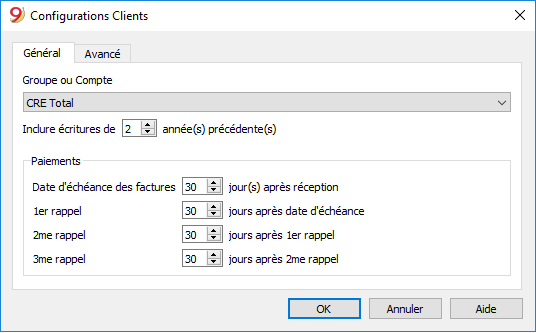 9 Configurations Clients
Général Avancé
Groupe ou Compte
CRE Total
Inclure écritures de 2 année(s) précédente(s)
Paiements
Date d'échéance des factures 30 jour(s) après réception
1er rappel 30 jours après date d'échéance
2me rappel 30 jours après 1er rappel
3me rappel 30 jours après 2me rappel
OK Annuler Aide